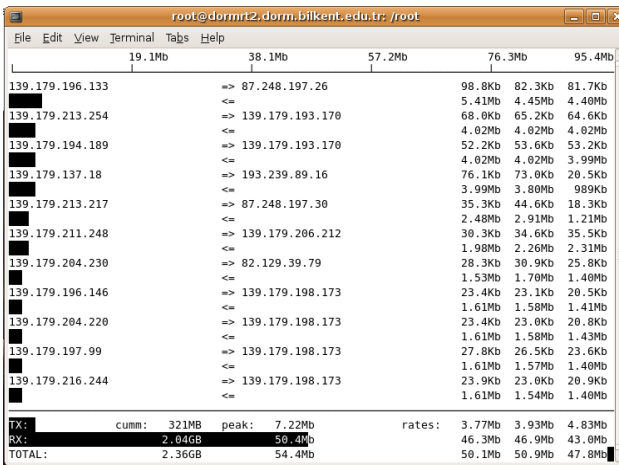 root@dormrt2.dorm.bilkent.edu.tr: /root
File Edit View Terminal Tabs Help
19.1Mb 38.1Mb 57.2Mb 76.3Mb 95.4Mb
139.179.196.133 => 87.248.197.26 98.8Kb 82.3Kb 81.7Kb
<= 5.41Mb 4.45Mb 4.40Mb
139.179.213.254 => 139.179.193.170 68.0Kb 65.2Kb 64.6Kb
<= 4.02Mb 4.02Mb 4.02Mb
139.179.194.189 => 139.179.193.170 52.2Kb 53.6Kb 53.2Kb
<= 4.02Mb 4.02Mb 3.99Mb
139.179.137.18 => 193.239.89.16 76.1Kb 73.0Kb 20.5Kb
<= 3.99Mb 3.80Mb 989Kb
139.179.213.217 => 87.248.197.30 35.3Kb 44.6Kb 18.3Kb
<= 2.48Mb 2.91Mb 1.21Mb
139.179.211.248 => 139.179.206.212 30.3Kb 34.6Kb 35.5Kb
<= 1.98Mb 2.26Mb 2.31Mb
139.179.204.230 => 82.129.39.79 28.3Kb 30.9Kb 25.8Kb
<= 1.53Mb 1.70Mb 1.40Mb
139.179.196.146 => 139.179.198.173 23.4Kb 23.1Kb 20.5Kb
<= 1.61Mb 1.58Mb 1.41Mb
139.179.204.220 => 139.179.198.173 23.4Kb 23.0Kb 20.8Kb
<= 1.61Mb 1.58Mb 1.43Mb
139.179.197.99 => 139.179.198.173 27.8Kb 26.5Kb 23.6Kb
<= 1.61Mb 1.57Mb 1.40Mb
139.179.216.244 => 139.179.198.173 23.9Kb 23.0Kb 20.9Kb
<= 1.61Mb 1.54Mb 1.40Mb
TX: cumm: 321MB peak: 7.22Mb rates: 3.77Mb 3.93Mb 4.83Mb
RX: 2.04GB 50.4Mb 46.3Mb 46.9Mb 43.0Mb
TOTAL: 2.36GB 54.4Mb 50.1Mb 50.9Mb 47.8Mb